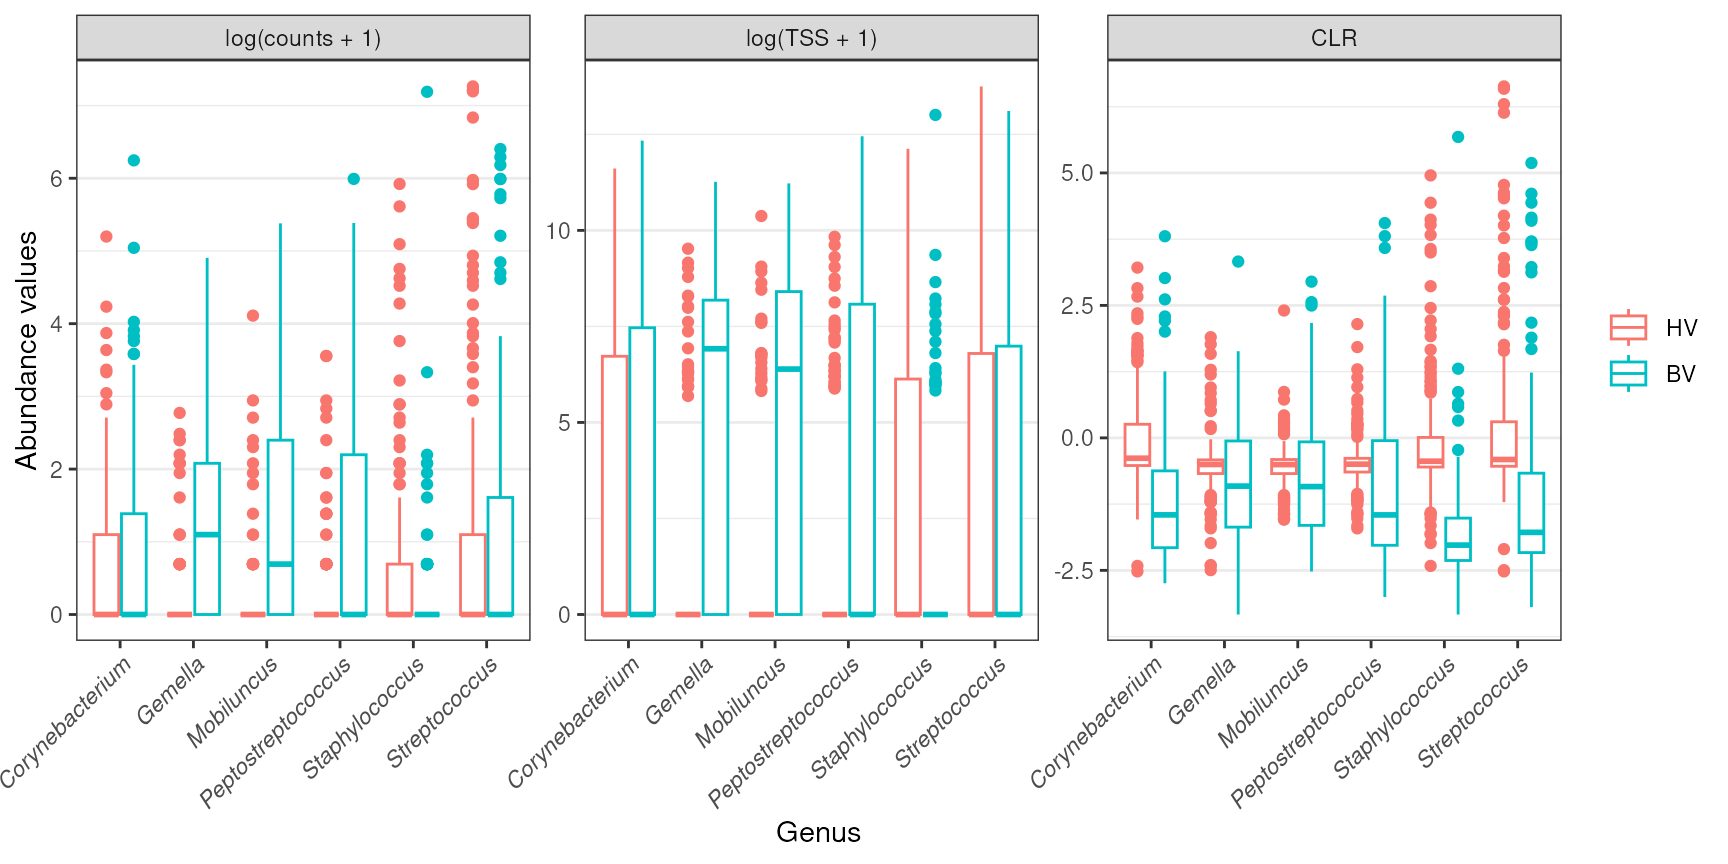 log(counts + 1)
log(TSS + 1)
CLR
Abundance values
6
4
2
0
10
5
0
5.0
2.5
0.0
-2.5
Corynebacterium
Gemella
Mobiluncus
Peptostreptococcus
Staphylococcus
Streptococcus
Corynebacterium
Gemella
Mobiluncus
Peptostreptococcus
Staphylococcus
Streptococcus
Corynebacterium
Gemella
Mobiluncus
Peptostreptococcus
Staphylococcus
Streptococcus
Genus
HV
BV